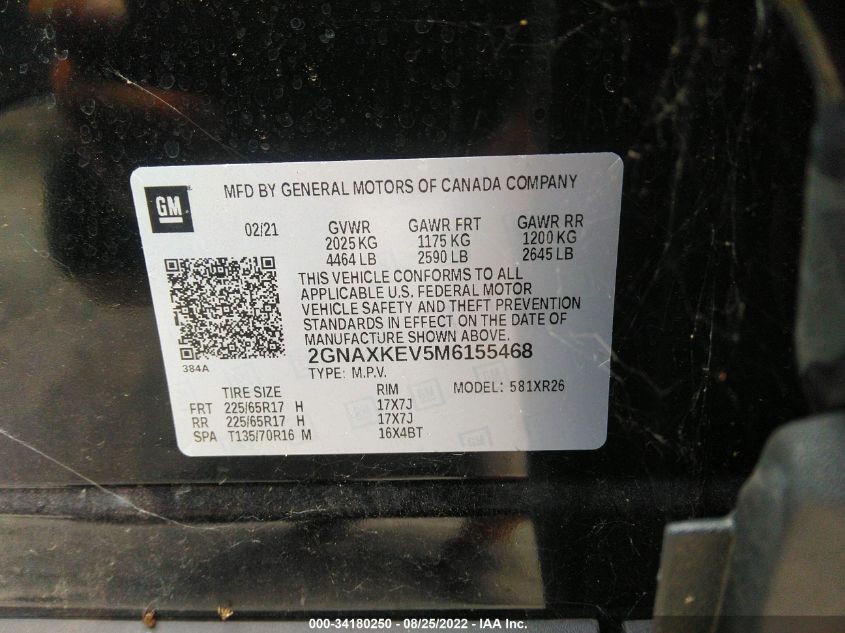 GM
MFD BY GENERAL MOTORS OF CANADA COMPANY
02/21 GVWR GAWR FRT GAWR RR
2025 KG 1175 KG 1200 KG
4464 LB 2590 LB 2645 LB
THIS VEHICLE CONFORMS TO ALL
APPLICABLE U.S. FEDERAL MOTOR
VEHICLE SAFETY AND THEFT PREVENTION
STANDARDS IN EFFECT ON THE DATE OF
MANUFACTURE SHOWN ABOVE.
384A
2GNAXKEV5M6155468
TYPE: M.P.V.
TIRE SIZE RIM MODEL: 581XR26
FRT 225/65R17 H 17X7J
RR 225/65R17 H 17X7J
SPA T135/70R16 M 16X4BT
GM
000-34180250 - 08/25/2022 - IAA Inc.